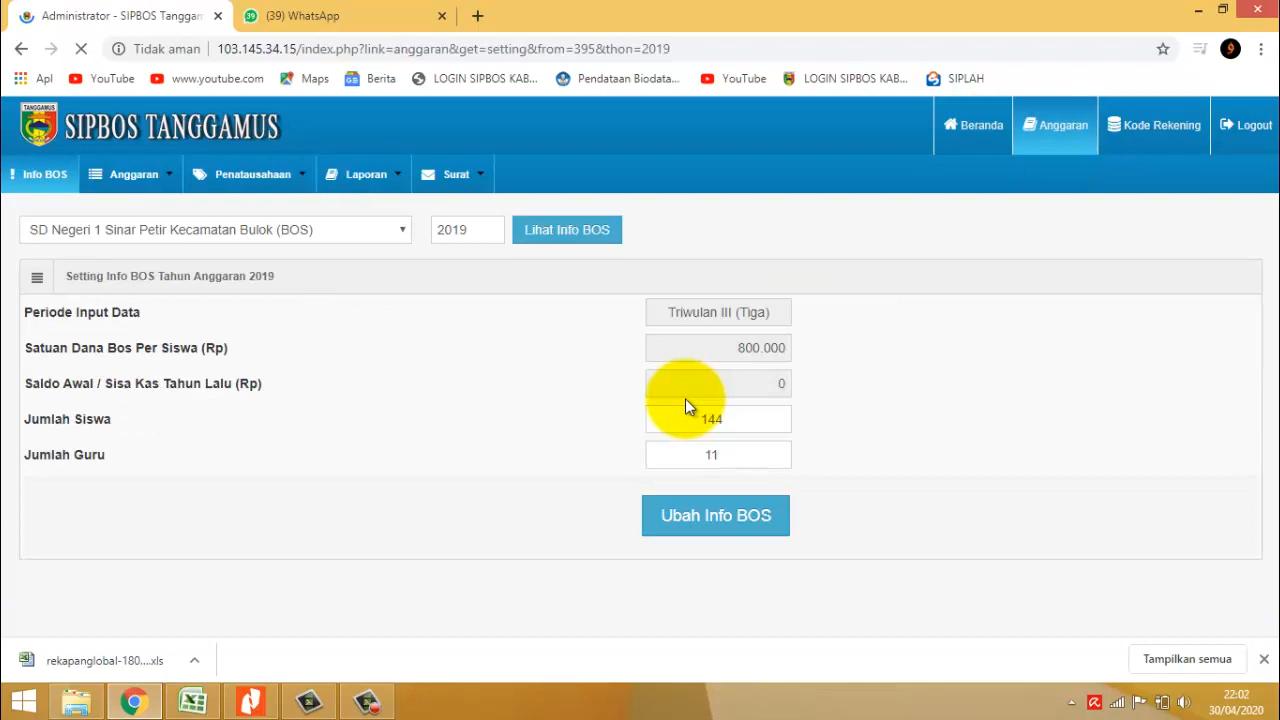 Administrator - SIPBOS Tanggam
(39) WhatsApp
Tidak aman
103.145.34.15/index.php?link=anggaran&get=setting&from=395&thon=2019
Apl
YouTube
www.youtube.com
Maps
Berita
LOGIN SIPBOS KAB...
Pendataan Biodata...
YouTube
LOGIN SIPBOS KAB...
SIPLAH
TANGGAMUS
SIPBOS TANGGAMUS
Beranda
Anggaran
Kode Rekening
Logout
Info BOS
Anggaran
Penatausahaan
Laporan
Surat
SD Negeri 1 Sinar Petir Kecamatan Bulok (BOS)
2019
Lihat Info BOS
Setting Info BOS Tahun Anggaran 2019
Periode Input Data
Triwulan III (Tiga)
Satuan Dana Bos Per Siswa (Rp)
800.000
Saldo Awal / Sisa Kas Tahun Lalu (Rp)
0
Jumlah Siswa
144
Jumlah Guru
11
Ubah Info BOS
rekapanglobal-180....xls
Tampilkan semua
22:02
30/04/2020